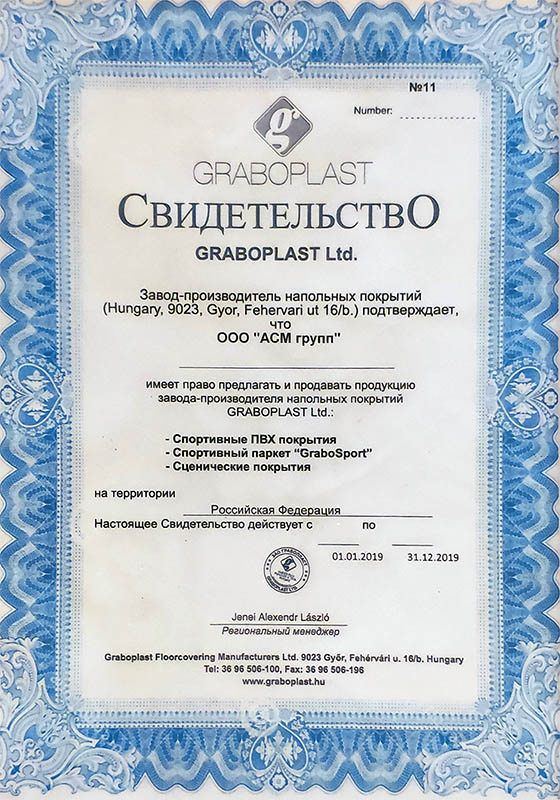 №11
Number:
g
GRABOPLAST
СВИДЕТЕЛЬСТВО
GRABOPLAST Ltd.
Завод-производитель напольных покрытий
(Hungary, 9023, Gyor, Fehervari ut 16/b.) подтверждает,
что
ООО "АСМ групп"
имеет право предлагать и продавать продукцию
завода-производителя напольных покрытий
GRABOPLAST Ltd.:
- Спортивные ПВХ покрытия
- Спортивный паркет “GraboSport”
- Сценические покрытия
на территории
Российская Федерация
Настоящее Свидетельство действует с по
01.01.2019 31.12.2019
Jenei Alexendr László
Региональный менеджер
Graboplast Floorcovering Manufacturers Ltd. 9023 Győr, Fehérvári u. 16/b. Hungary
Tel: 36 96 506-100, Fax: 36 96 506-196
www.graboplast.hu